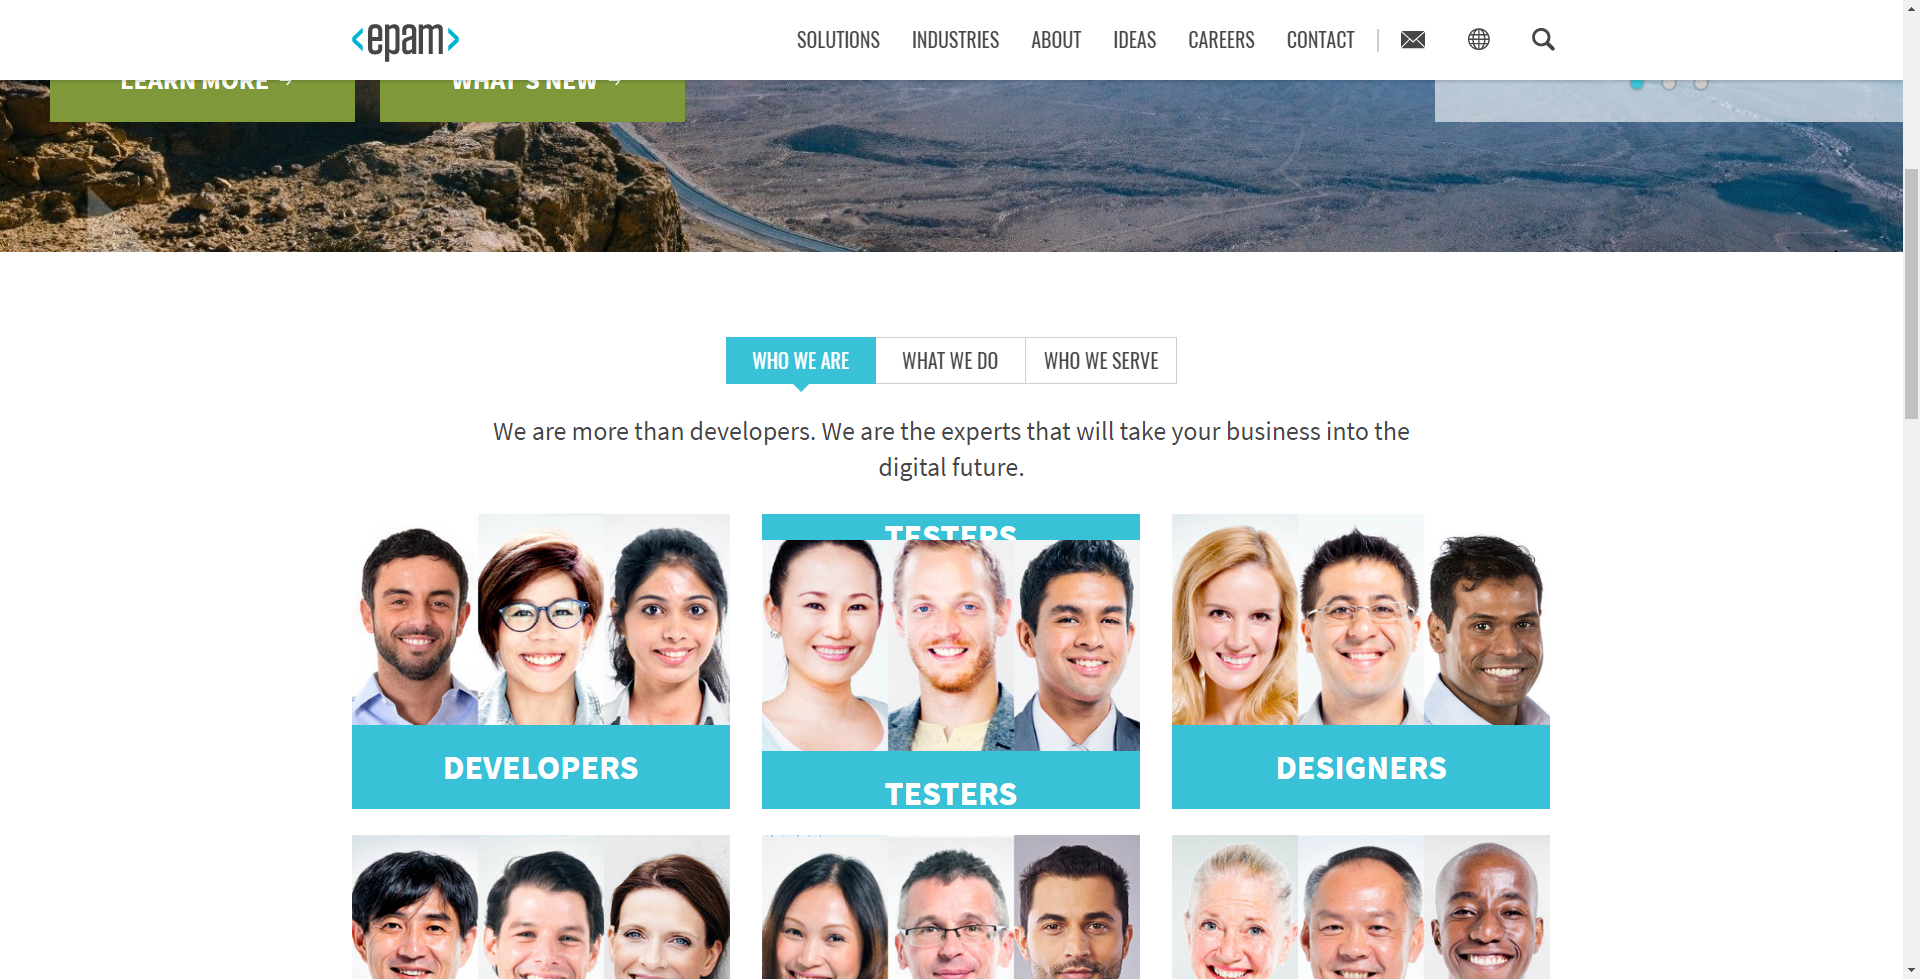 <epam>
SOLUTIONS INDUSTRIES ABOUT IDEAS CAREERS CONTACT
LEARN MORE → WHAT'S NEW →
WHO WE ARE WHAT WE DO WHO WE SERVE
We are more than developers. We are the experts that will take your business into the
digital future.
TESTERS
DEVELOPERS
TESTERS
DESIGNERS